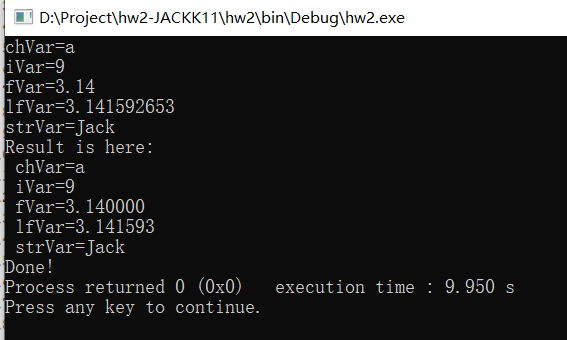 D:\Project\hw2-JACKK11\hw2\bin\Debug\hw2.exe
chVar=a
iVar=9
fVar=3.14
lfVar=3.141592653
strVar=Jack
Result is here:
 chVar=a
 iVar=9
 fVar=3.140000
 lfVar=3.141593
 strVar=Jack
Done!
Process returned 0 (0x0)   execution time : 9.950 s
Press any key to continue.